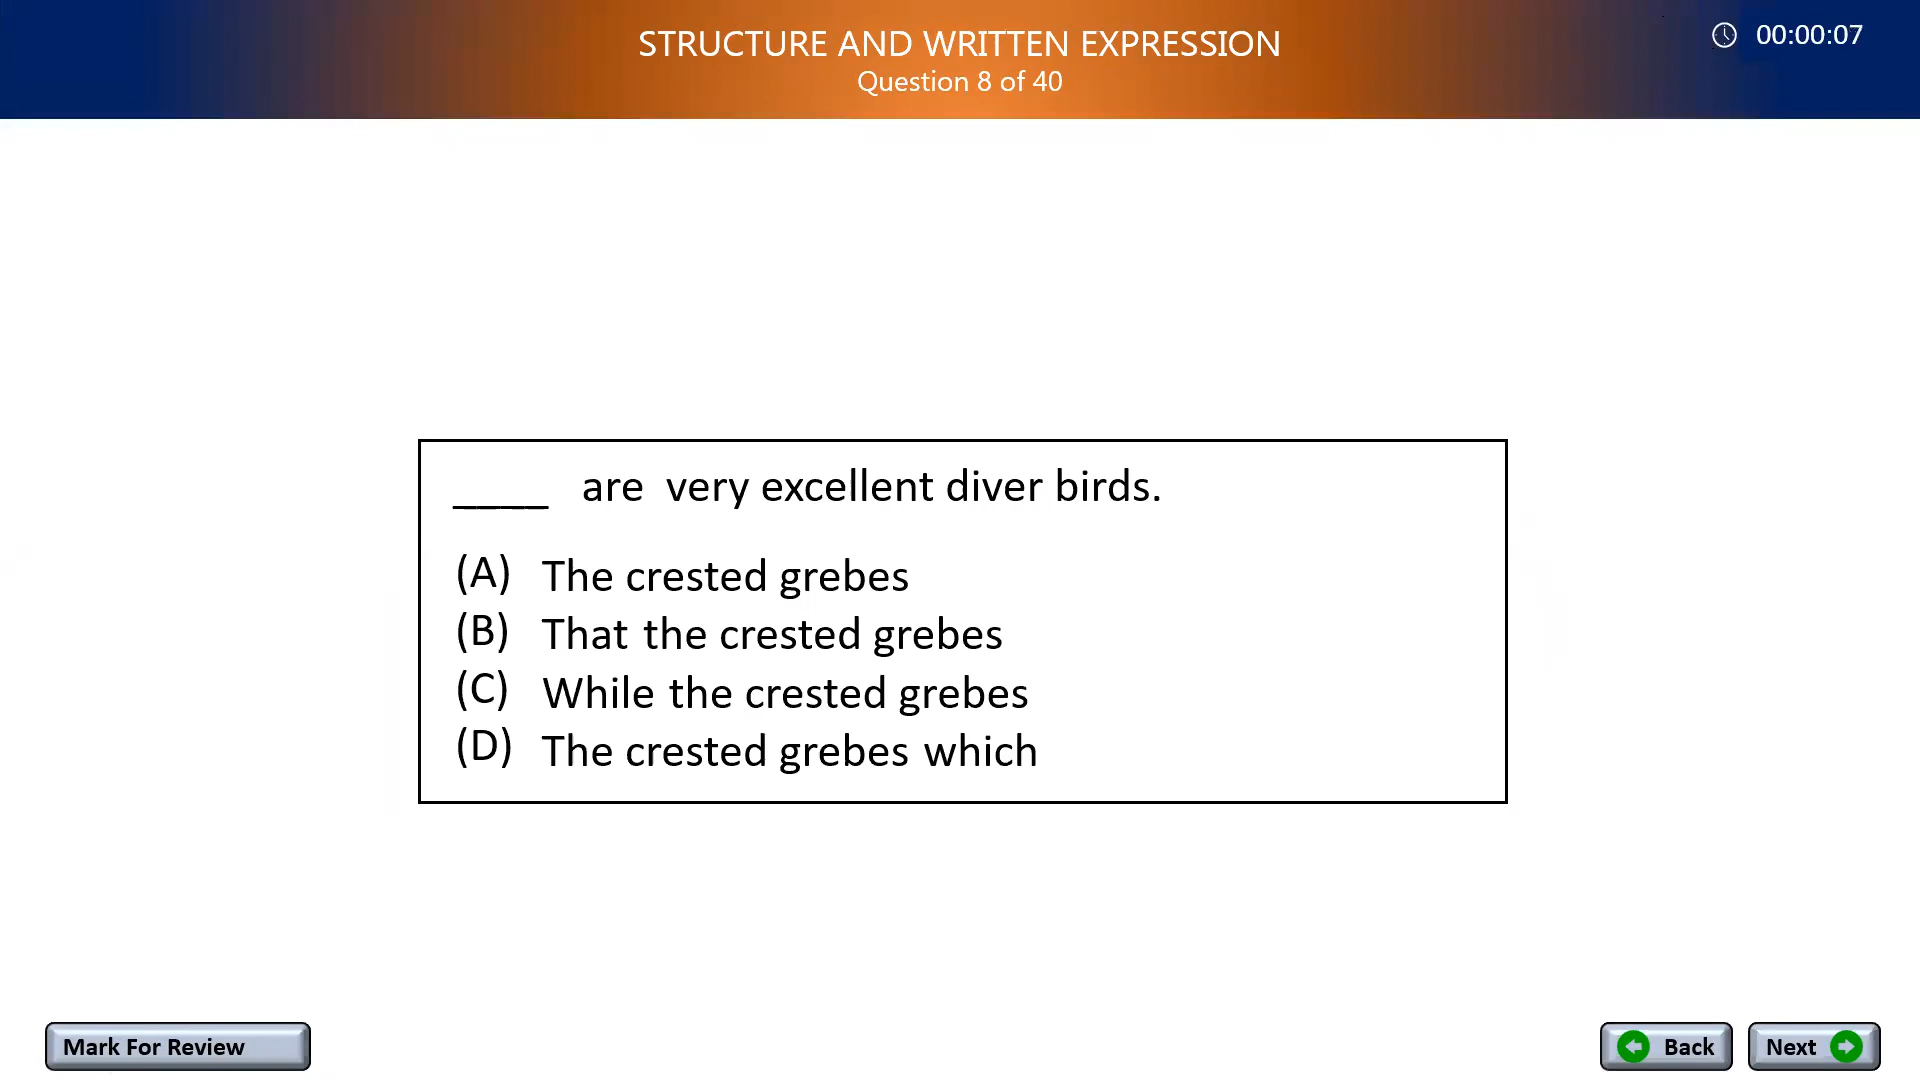 STRUCTURE AND WRITTEN EXPRESSION
Question 8 of 40
00:00:07
____ are very excellent diver birds.
(A) The crested grebes
(B) That the crested grebes
(C) While the crested grebes
(D) The crested grebes which
Mark For Review
Back
Next